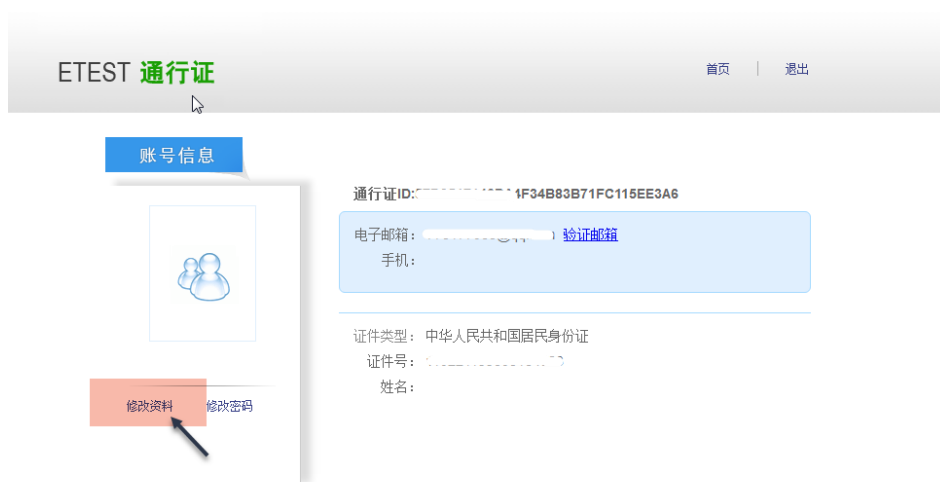 ETEST 通行证
首页 | 退出
账号信息
通行证ID: 4F34B83B71FC115EE3A6
电子邮箱： 验证邮箱
手机：
证件类型：中华人民共和国居民身份证
证件号：
姓名：
修改资料 修改密码